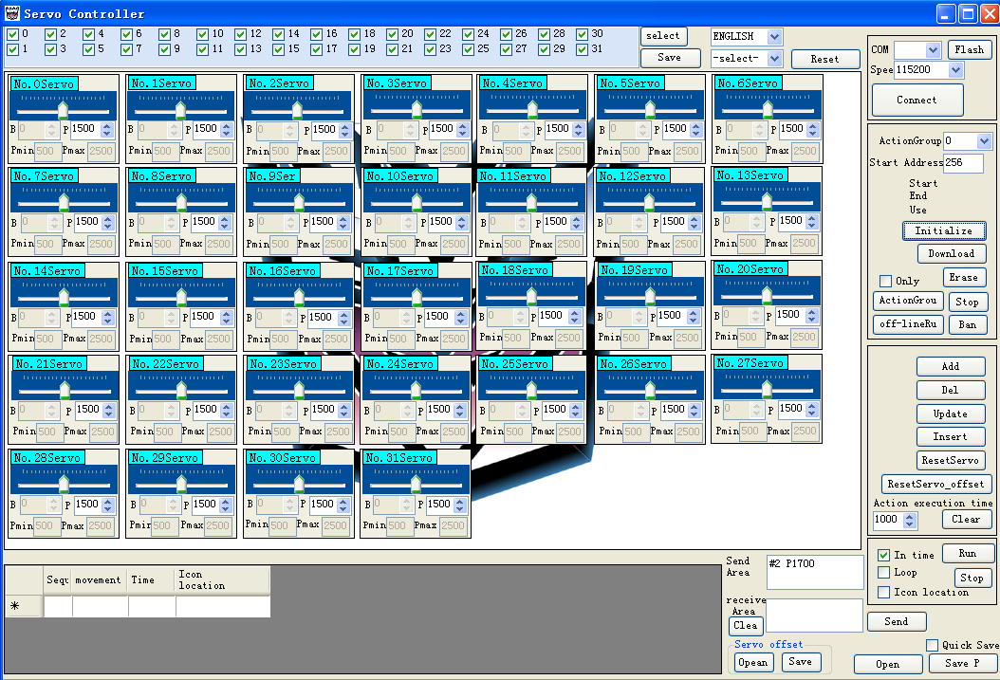 Servo Controller
0 2 4 6 8 10 12 14 16 18 20 22 24 26 28 30
1 3 5 7 9 11 13 15 17 19 21 23 25 27 29 31
select
Save
ENGLISH
-select-
Reset
COM
Flash
Spee 115200
Connect
No.0Servo No.1Servo No.2Servo No.3Servo No.4Servo No.5Servo No.6Servo
B 0 P 1500 B 0 P 1500 B 0 P 1500 B 0 P 1500 B 0 P 1500 B 0 P 1500 B 0 P 1500
Pmin 500 Pmax 2500 Pmin 500 Pmax 2500 Pmin 500 Pmax 2500 Pmin 500 Pmax 2500 Pmin 500 Pmax 2500 Pmin 500 Pmax 2500 Pmin 500 Pmax 2500
No.7Servo No.8Servo No.9Ser No.10Servo No.11Servo No.12Servo No.13Servo
B 0 P 1500 B 0 P 1500 B 0 P 1500 B 0 P 1500 B 0 P 1500 B 0 P 1500 B 0 P 1500
Pmin 500 Pmax 2500 Pmin 500 Pmax 2500 Pmin 500 Pmax 2500 Pmin 500 Pmax 2500 Pmin 500 Pmax 2500 Pmin 500 Pmax 2500 Pmin 500 Pmax 2500
No.14Servo No.15Servo No.16Servo No.17Servo No.18Servo No.19Servo No.20Servo
B 0 P 1500 B 0 P 1500 B 0 P 1500 B 0 P 1500 B 0 P 1500 B 0 P 1500 B 0 P 1500
Pmin 500 Pmax 2500 Pmin 500 Pmax 2500 Pmin 500 Pmax 2500 Pmin 500 Pmax 2500 Pmin 500 Pmax 2500 Pmin 500 Pmax 2500 Pmin 500 Pmax 2500
No.21Servo No.22Servo No.23Servo No.24Servo No.25Servo No.26Servo No.27Servo
B 0 P 1500 B 0 P 1500 B 0 P 1500 B 0 P 1500 B 0 P 1500 B 0 P 1500 B 0 P 1500
Pmin 500 Pmax 2500 Pmin 500 Pmax 2500 Pmin 500 Pmax 2500 Pmin 500 Pmax 2500 Pmin 500 Pmax 2500 Pmin 500 Pmax 2500 Pmin 500 Pmax 2500
No.28Servo No.29Servo No.30Servo No.31Servo
B 0 P 1500 B 0 P 1500 B 0 P 1500 B 0 P 1500
Pmin 500 Pmax 2500 Pmin 500 Pmax 2500 Pmin 500 Pmax 2500 Pmin 500 Pmax 2500
ActionGroup 0
Start Address 256
Start
End
Use
Initialize
Download
Only Erase
ActionGrou Stop
off-lineRu Ban
Add
Del
Update
Insert
ResetServo
ResetServo_offset
Action execution time
1000 Clear
In time Run
Loop Stop
Icon location
Sequ movement Time Icon location
*
Send Area
#2 P1700
receive Area
Clea
Send
Servo offset
Opean Save
Quick Save
Open Save P